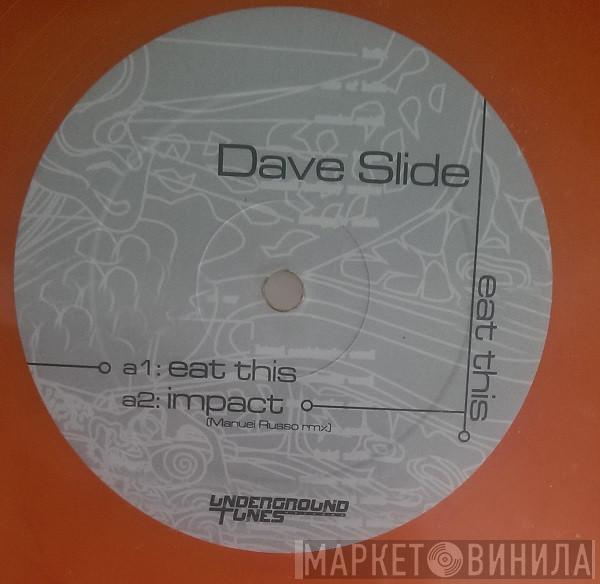 Dave Slide
eat this
a1: eat this
a2: impact
(Manuel Russo rmx)
UNDERGROUND
TUNES
МАРКЕТ ВИНИЛА